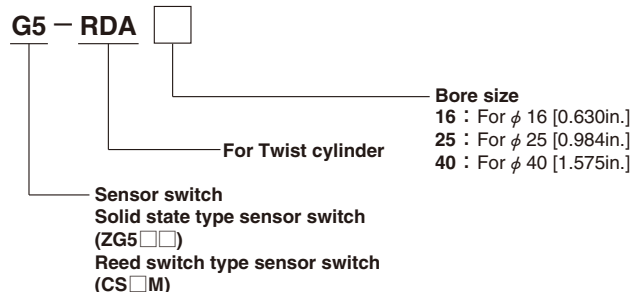 G5 — RDA □
Bore size
16 : For φ 16 [0.630in.]
25 : For φ 25 [0.984in.]
40 : For φ 40 [1.575in.]
For Twist cylinder
Sensor switch
Solid state type sensor switch
(ZG5□□)
Reed switch type sensor switch
(CS□M)